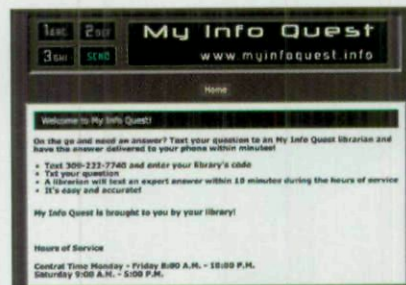 1ABC 2DEF My Info Quest
3GHI SEND www.myinfoquest.info
Home
Welcome to My Info Quest!
On the go and need an answer? Text your question to an My Info Quest librarian and
have the answer delivered to your phone within minutes!
Text 309-222-7740 and enter your library's code
Txt your question
A librarian will text an expert answer within 10 minutes during the hours of service
It's easy and accurate!
My Info Quest is brought to you by your library!
Hours of Service
Central Time Monday - Friday 8:00 A.M. - 10:00 P.M.
Saturday 9:00 A.M. - 5:00 P.M.